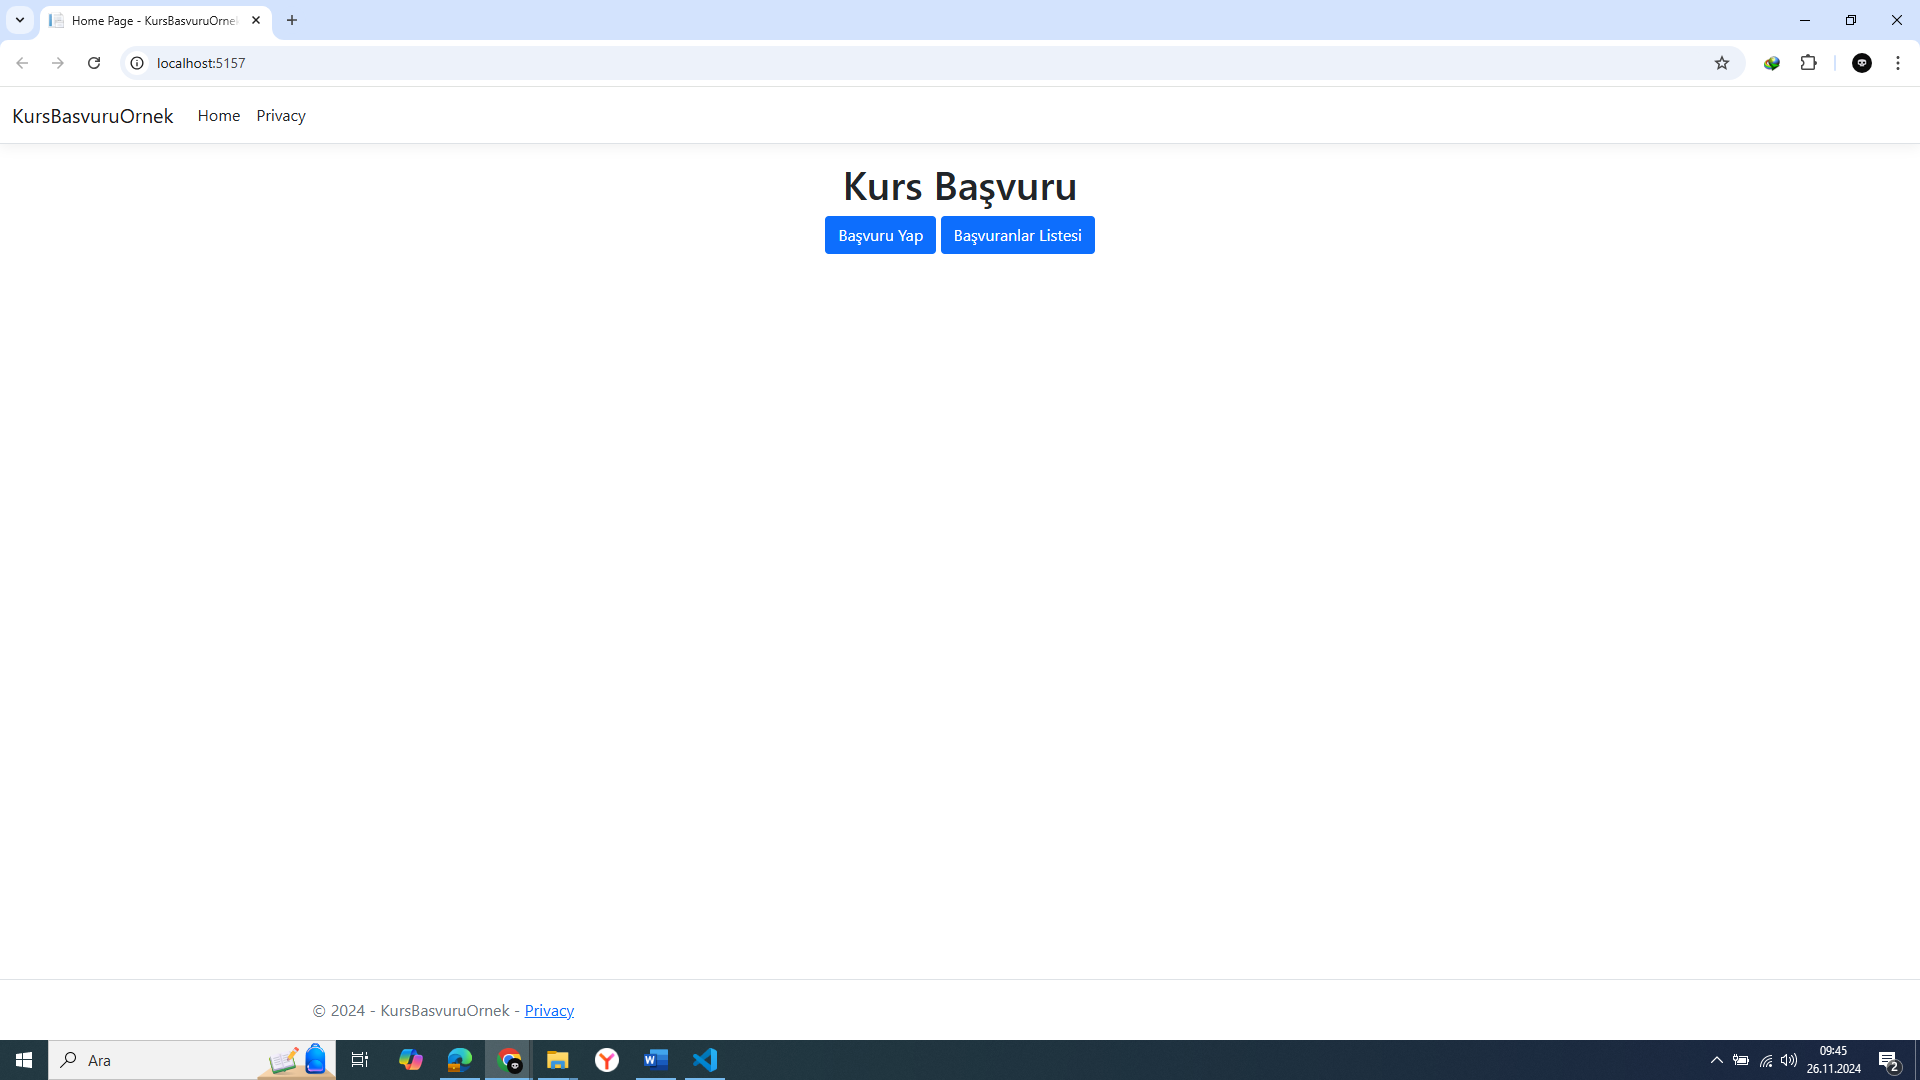 Home Page - KursBasvuruOrne
localhost:5157
KursBasvuruOrnek Home Privacy
Kurs Başvuru
Başvuru Yap Başvuranlar Listesi
© 2024 - KursBasvuruOrnek - Privacy
Ara
09:45
26.11.2024
2